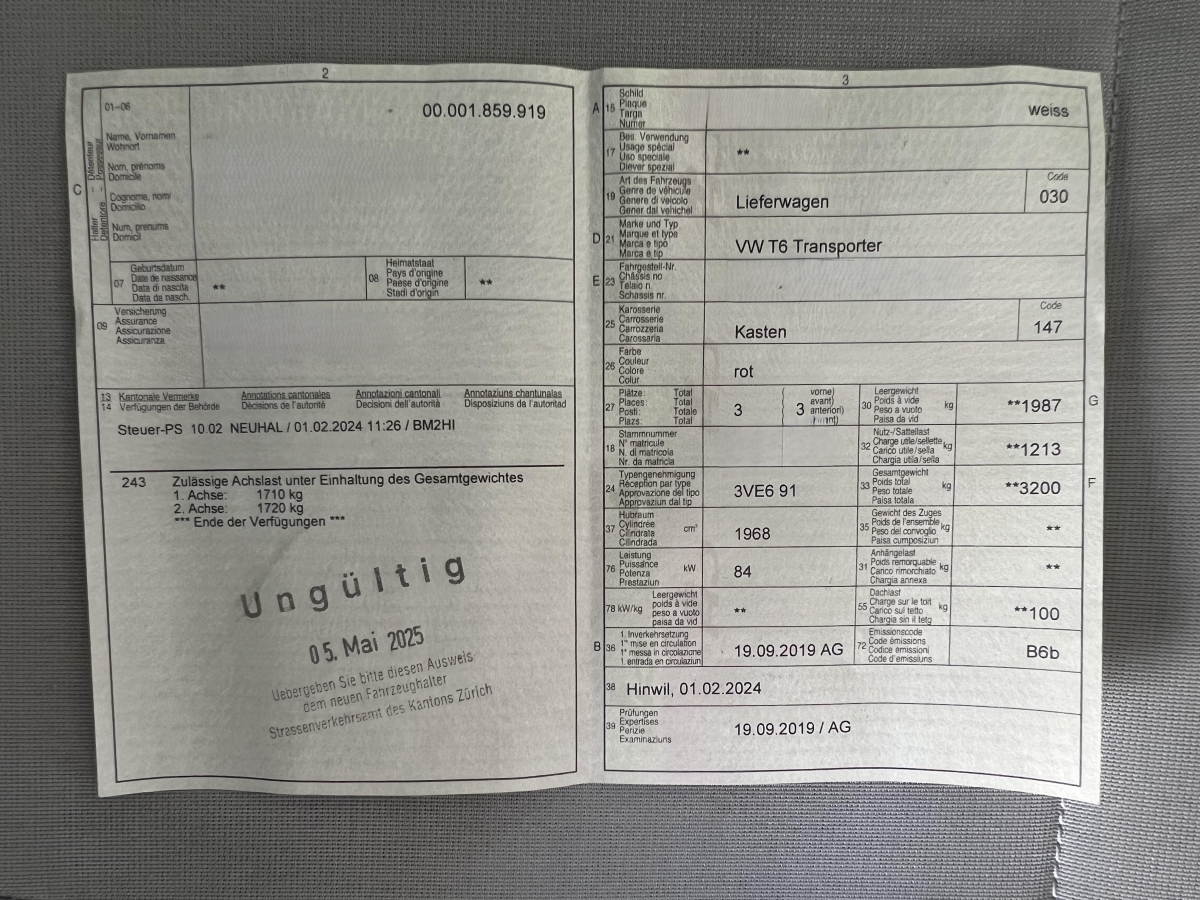 2
01–06
00.001.859.919
Name, Vornamen
Wohnort
Nom, prénoms
Domicile
Cognome, nomi
Domicilio
Num, prenums
Domicil
C
Halter
Detentore
Détenteur
07
Geburtsdatum
Date de naissance
Data di nascita
Data da nasch.
**
08
Heimatstaat
Pays d'origine
Paese d'origine
Stadi d'origin
**
09
Versicherung
Assurance
Assicurazione
Assicuranza
13 Kantonale Vermerke Annotations cantonales Annotazioni cantonali Annotaziuns chantunalas
14 Verfügungen der Behörde Décisions de l'autorité Decisioni dell'autorità Disposiziuns da l'autoritad
Steuer-PS 10.02 NEUHAL / 01.02.2024 11:26 / BM2HI
243 Zulässige Achslast unter Einhaltung des Gesamtgewichtes
1. Achse: 1710 kg
2. Achse: 1720 kg
*** Ende der Verfügungen ***
Ungültig
05. Mai 2025
Uebergeben Sie bitte diesen Ausweis
dem neuen Fahrzeughalter
Strassenverkehrsamt des Kantons Zürich
3
A 15
Schild
Plaque
Targa
Numer
weiss
17
Bes. Verwendung
Usage spécial
Uso speciale
Diever spezial
**
19
Art des Fahrzeugs
Genre de véhicule
Genere di veicolo
Gener dal vehichel
Lieferwagen
Code
030
D 21
Marke und Typ
Marque et type
Marca e tipo
Marca e tip
VW T6 Transporter
E 23
Fahrgestell-Nr.
Châssis no
Telaio n.
Schassis nr.
25
Karosserie
Carrosserie
Carrozzeria
Carossaria
Kasten
Code
147
26
Farbe
Couleur
Colore
Colur
rot
27
Plätze: Total
Places: Total
Posti: Totale
Plazs: Total
3
3
vorne)
avant)
anteriori)
30
Leergewicht
Poids à vide
Peso a vuoto
Paisa da vid
kg
**1987
G
18
Stammnummer
N° matricule
N. di matricola
Nr. da matricla
32
Nutz-/Sattellast
Charge utile/sellette
Carico utile/sella
Chargia utila/sella
kg
**1213
24
Typengenehmigung
Réception par type
Approvazione del tipo
Approvaziun dal tip
3VE6 91
33
Gesamtgewicht
Poids total
Peso totale
Paisa totala
kg
**3200
F
37
Hubraum
Cylindrée
Cilindrata
Cilindrada
cm³
1968
35
Gewicht des Zuges
Poids de l'ensemble
Peso del convoglio
Paisa cumposiziun
kg
**
76
Leistung
Puissance
Potenza
Prestaziun
kW
84
31
Anhängelast
Poids remorquable
Carico rimorchiato
Chargia annexa
kg
**
78 kW/kg
Leergewicht
poids à vide
peso a vuoto
paisa da vid
**
55
Dachlast
Charge sur le toit
Carico sul tetto
Chargia sin il tetg
kg
**100
B 36
1. Inverkehrsetzung
1re mise en circulation
1a messa in circolazione
1. entrada en circulaziun
19.09.2019 AG
72
Emissionscode
Code émissions
Codice emissioni
Code d'emissiuns
B6b
38
Hinwil, 01.02.2024
39
Prüfungen
Expertises
Perizie
Examinaziuns
19.09.2019 / AG